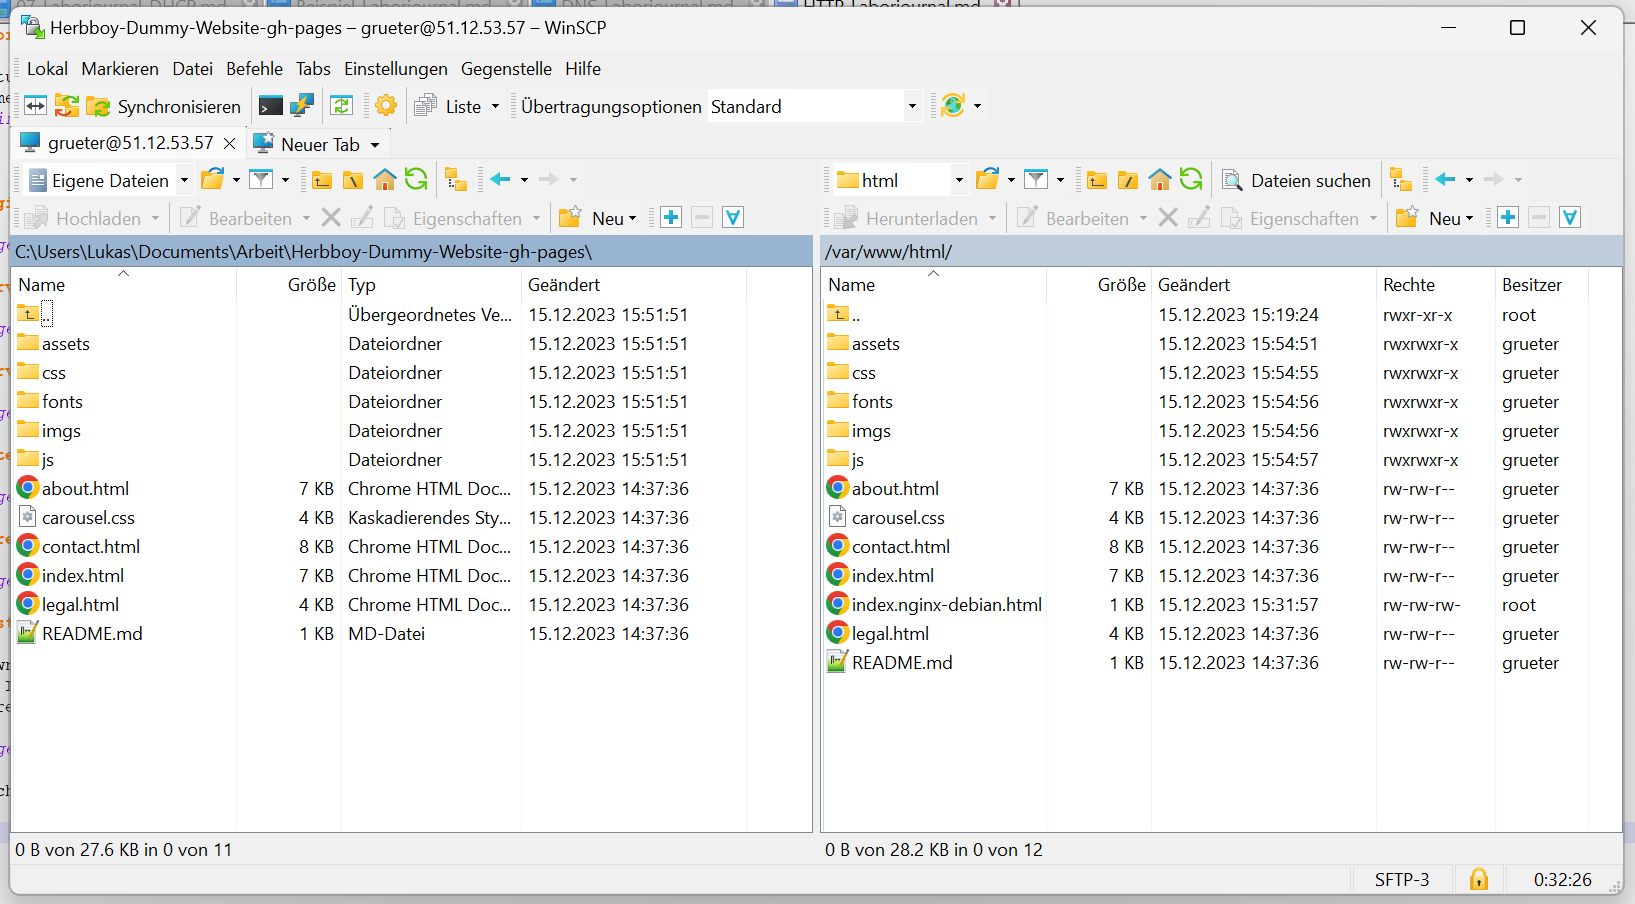 Herbboy-Dummy-Website-gh-pages – grueter@51.12.53.57 – WinSCP
Lokal Markieren Datei Befehle Tabs Einstellungen Gegenstelle Hilfe
Synchronisieren Liste Übertragungsoptionen Standard
grueter@51.12.53.57 Neuer Tab
Eigene Dateien html Dateien suchen
Hochladen Bearbeiten Eigenschaften Neu Herunterladen Bearbeiten Eigenschaften Neu
C:\Users\Lukas\Documents\Arbeit\Herbboy-Dummy-Website-gh-pages\
Name Größe Typ Geändert
.. Übergeordnetes Ve... 15.12.2023 15:51:51
assets Dateiordner 15.12.2023 15:51:51
css Dateiordner 15.12.2023 15:51:51
fonts Dateiordner 15.12.2023 15:51:51
imgs Dateiordner 15.12.2023 15:51:51
js Dateiordner 15.12.2023 15:51:51
about.html 7 KB Chrome HTML Doc... 15.12.2023 14:37:36
carousel.css 4 KB Kaskadierendes Sty... 15.12.2023 14:37:36
contact.html 8 KB Chrome HTML Doc... 15.12.2023 14:37:36
index.html 7 KB Chrome HTML Doc... 15.12.2023 14:37:36
legal.html 4 KB Chrome HTML Doc... 15.12.2023 14:37:36
README.md 1 KB MD-Datei 15.12.2023 14:37:36
0 B von 27.6 KB in 0 von 11
/var/www/html/
Name Größe Geändert Rechte Besitzer
.. 15.12.2023 15:19:24 rwxr-xr-x root
assets 15.12.2023 15:54:51 rwxrwxr-x grueter
css 15.12.2023 15:54:55 rwxrwxr-x grueter
fonts 15.12.2023 15:54:56 rwxrwxr-x grueter
imgs 15.12.2023 15:54:56 rwxrwxr-x grueter
js 15.12.2023 15:54:57 rwxrwxr-x grueter
about.html 7 KB 15.12.2023 14:37:36 rw-rw-r-- grueter
carousel.css 4 KB 15.12.2023 14:37:36 rw-rw-r-- grueter
contact.html 8 KB 15.12.2023 14:37:36 rw-rw-r-- grueter
index.html 7 KB 15.12.2023 14:37:36 rw-rw-r-- grueter
index.nginx-debian.html 1 KB 15.12.2023 15:31:57 rw-rw-rw- root
legal.html 4 KB 15.12.2023 14:37:36 rw-rw-r-- grueter
README.md 1 KB 15.12.2023 14:37:36 rw-rw-r-- grueter
0 B von 28.2 KB in 0 von 12
SFTP-3 0:32:26